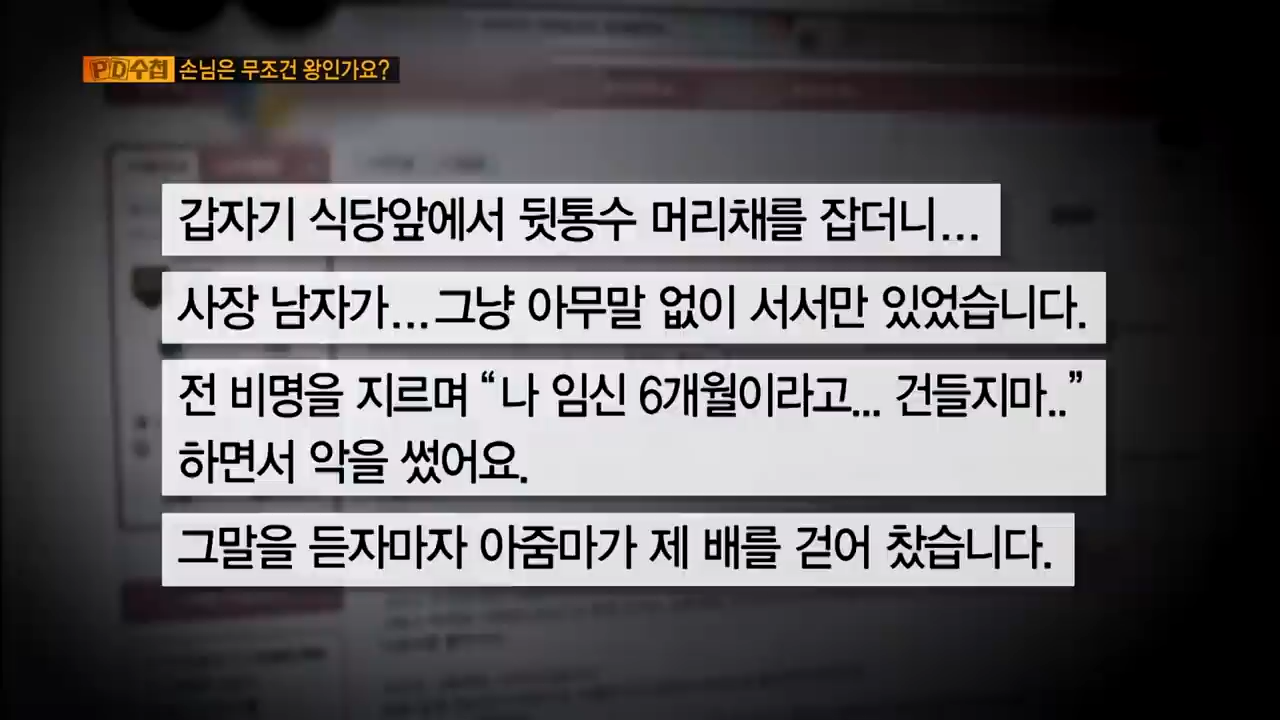 PD수첩 손님은 무조건 왕인가요?
갑자기 식당앞에서 뒷통수 머리채를 잡더니...
사장 남자가...그냥 아무말 없이 서서만 있었습니다.
전 비명을 지르며 “나 임신 6개월이라고... 건들지마..”
하면서 악을 썼어요.
그말을 듣자마자 아줌마가 제 배를 걷어 찼습니다.